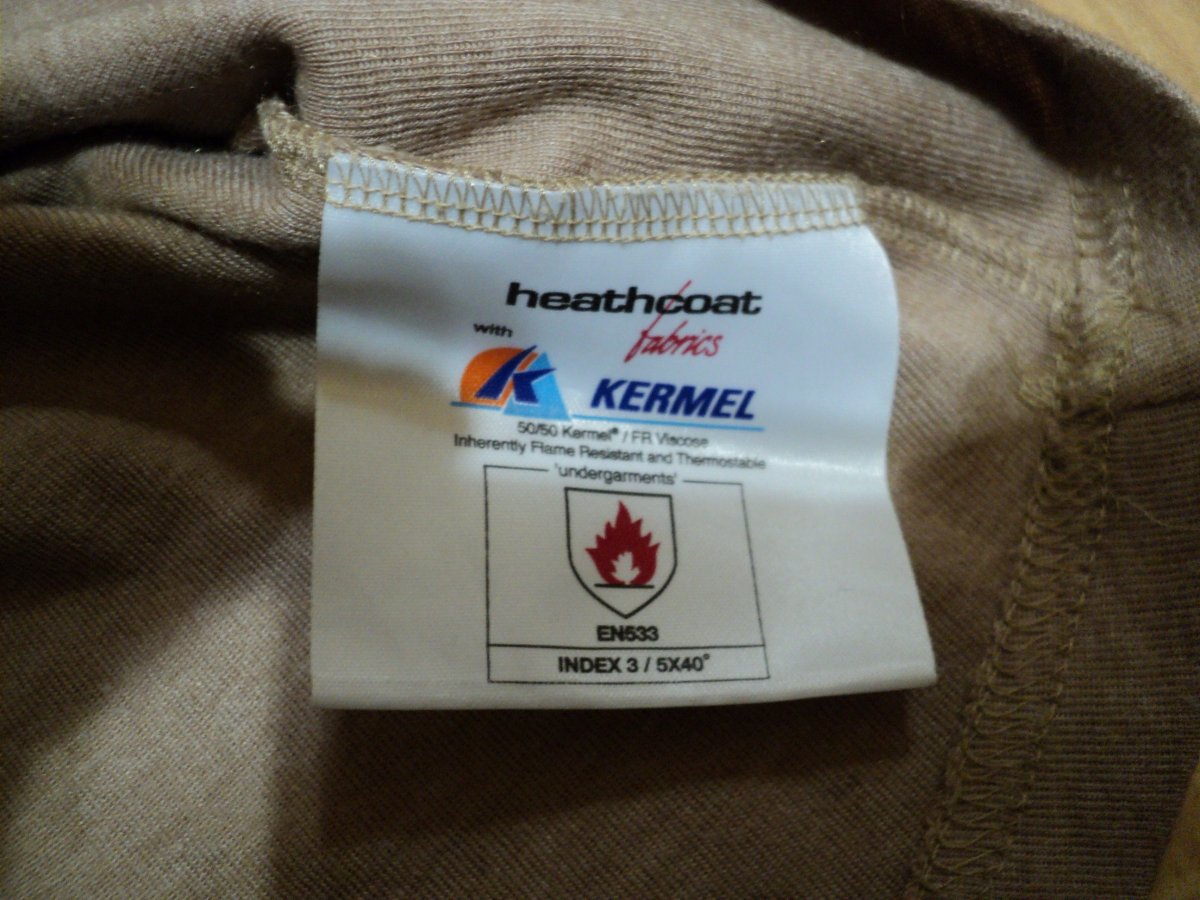 heathcoat
fabrics
with
KERMEL
50/50 Kermel® / FR Viscose
Inherently Flame Resistant and Thermostable
'undergarments'
EN533
INDEX 3 / 5X40°